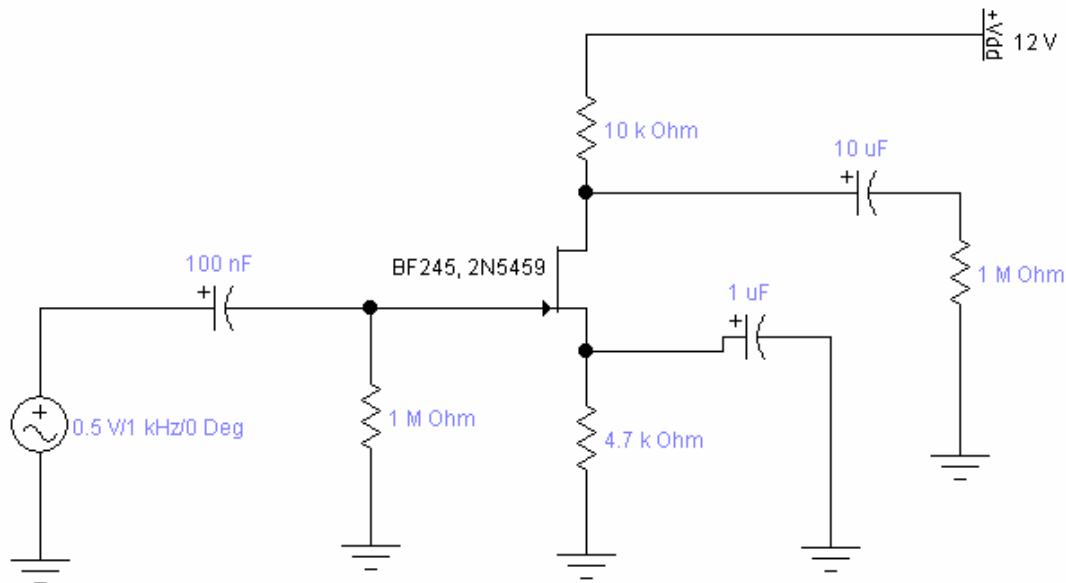 +
Vdd
12 V
10 k Ohm
10 uF
+
BF245, 2N5459
100 nF
+
1 M Ohm
1 uF
+
+
0.5 V/1 kHz/0 Deg
1 M Ohm
4.7 k Ohm